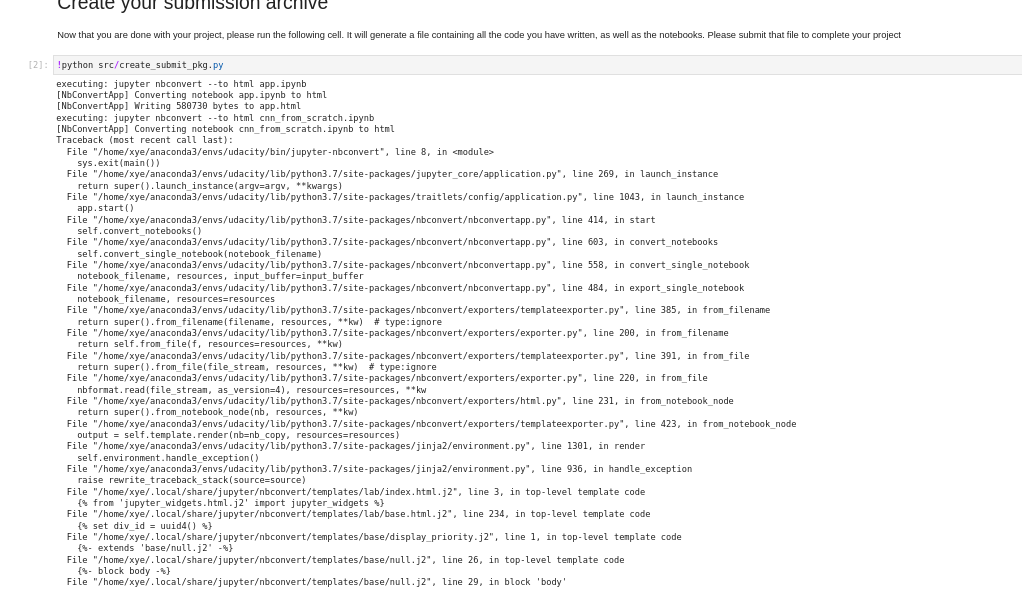 Create your submission archive
Now that you are done with your project, please run the following cell. It will generate a file containing all the code you have written, as well as the notebooks. Please submit that file to complete your project
[2]: !python src/create_submit_pkg.py
executing: jupyter nbconvert --to html app.ipynb
[NbConvertApp] Converting notebook app.ipynb to html
[NbConvertApp] Writing 580730 bytes to app.html
executing: jupyter nbconvert --to html cnn_from_scratch.ipynb
[NbConvertApp] Converting notebook cnn_from_scratch.ipynb to html
Traceback (most recent call last):
  File "/home/xye/anaconda3/envs/udacity/bin/jupyter-nbconvert", line 8, in <module>
    sys.exit(main())
  File "/home/xye/anaconda3/envs/udacity/lib/python3.7/site-packages/jupyter_core/application.py", line 269, in launch_instance
    return super().launch_instance(argv=argv, **kwargs)
  File "/home/xye/anaconda3/envs/udacity/lib/python3.7/site-packages/traitlets/config/application.py", line 1043, in launch_instance
    app.start()
  File "/home/xye/anaconda3/envs/udacity/lib/python3.7/site-packages/nbconvert/nbconvertapp.py", line 414, in start
    self.convert_notebooks()
  File "/home/xye/anaconda3/envs/udacity/lib/python3.7/site-packages/nbconvert/nbconvertapp.py", line 603, in convert_notebooks
    self.convert_single_notebook(notebook_filename)
  File "/home/xye/anaconda3/envs/udacity/lib/python3.7/site-packages/nbconvert/nbconvertapp.py", line 558, in convert_single_notebook
    notebook_filename, resources, input_buffer=input_buffer
  File "/home/xye/anaconda3/envs/udacity/lib/python3.7/site-packages/nbconvert/nbconvertapp.py", line 484, in export_single_notebook
    notebook_filename, resources=resources
  File "/home/xye/anaconda3/envs/udacity/lib/python3.7/site-packages/nbconvert/exporters/templateexporter.py", line 385, in from_filename
    return super().from_filename(filename, resources, **kw)  # type:ignore
  File "/home/xye/anaconda3/envs/udacity/lib/python3.7/site-packages/nbconvert/exporters/exporter.py", line 200, in from_filename
    return self.from_file(f, resources=resources, **kw)
  File "/home/xye/anaconda3/envs/udacity/lib/python3.7/site-packages/nbconvert/exporters/templateexporter.py", line 391, in from_file
    return super().from_file(file_stream, resources, **kw)  # type:ignore
  File "/home/xye/anaconda3/envs/udacity/lib/python3.7/site-packages/nbconvert/exporters/exporter.py", line 220, in from_file
    nbformat.read(file_stream, as_version=4), resources=resources, **kw
  File "/home/xye/anaconda3/envs/udacity/lib/python3.7/site-packages/nbconvert/exporters/html.py", line 231, in from_notebook_node
    return super().from_notebook_node(nb, resources, **kw)
  File "/home/xye/anaconda3/envs/udacity/lib/python3.7/site-packages/nbconvert/exporters/templateexporter.py", line 423, in from_notebook_node
    output = self.template.render(nb=nb_copy, resources=resources)
  File "/home/xye/anaconda3/envs/udacity/lib/python3.7/site-packages/jinja2/environment.py", line 1301, in render
    self.environment.handle_exception()
  File "/home/xye/anaconda3/envs/udacity/lib/python3.7/site-packages/jinja2/environment.py", line 936, in handle_exception
    raise rewrite_traceback_stack(source=source)
  File "/home/xye/.local/share/jupyter/nbconvert/templates/lab/index.html.j2", line 3, in top-level template code
    {% from 'jupyter_widgets.html.j2' import jupyter_widgets %}
  File "/home/xye/.local/share/jupyter/nbconvert/templates/lab/base.html.j2", line 234, in top-level template code
    {% set div_id = uuid4() %}
  File "/home/xye/.local/share/jupyter/nbconvert/templates/base/display_priority.j2", line 1, in top-level template code
    {%- extends 'base/null.j2' -%}
  File "/home/xye/.local/share/jupyter/nbconvert/templates/base/null.j2", line 26, in top-level template code
    {%- block body -%}
  File "/home/xye/.local/share/jupyter/nbconvert/templates/base/null.j2", line 29, in block 'body'